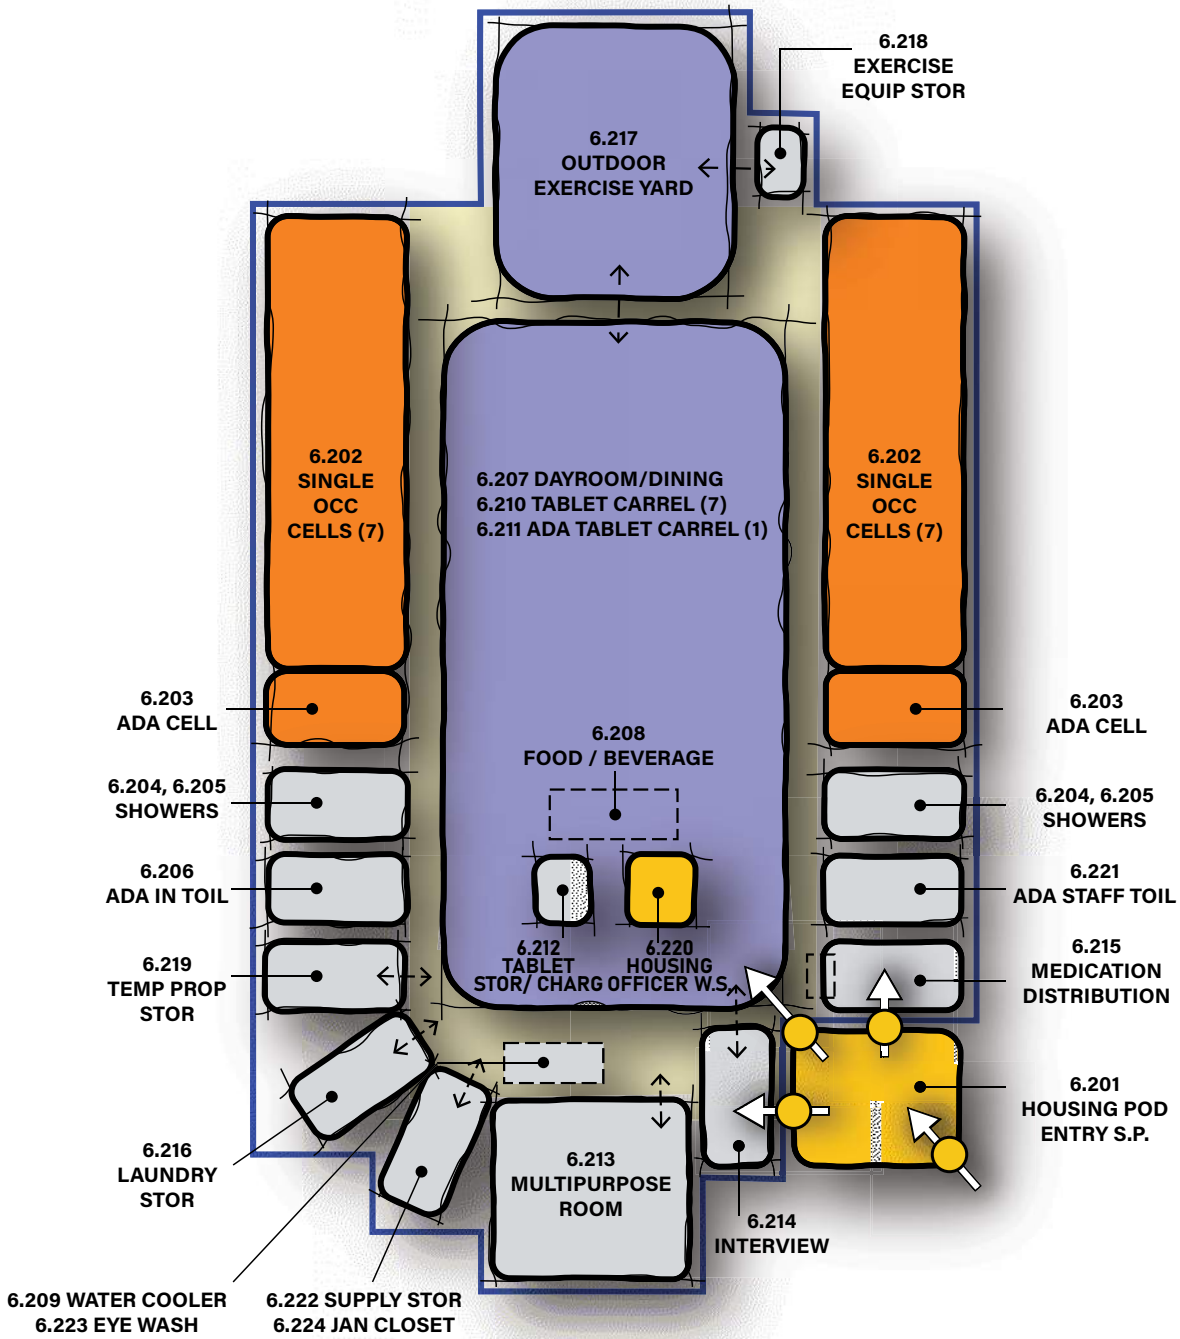 6.218
EXERCISE
EQUIP STOR
6.217
OUTDOOR
EXERCISE YARD
6.202
SINGLE
OCC
CELLS (7)
6.207 DAYROOM/DINING
6.210 TABLET CARREL (7)
6.211 ADA TABLET CARREL (1)
6.202
SINGLE
OCC
CELLS (7)
6.203
ADA CELL
6.203
ADA CELL
6.208
FOOD / BEVERAGE
6.204, 6.205
SHOWERS
6.204, 6.205
SHOWERS
6.206
ADA IN TOIL
6.221
ADA STAFF TOIL
6.212
TABLET
STOR/ CHARG
6.220
HOUSING
OFFICER W.S.
6.219
TEMP PROP
STOR
6.215
MEDICATION
DISTRIBUTION
6.201
HOUSING POD
ENTRY S.P.
6.216
LAUNDRY
STOR
6.213
MULTIPURPOSE
ROOM
6.214
INTERVIEW
6.209 WATER COOLER
6.223 EYE WASH
6.222 SUPPLY STOR
6.224 JAN CLOSET